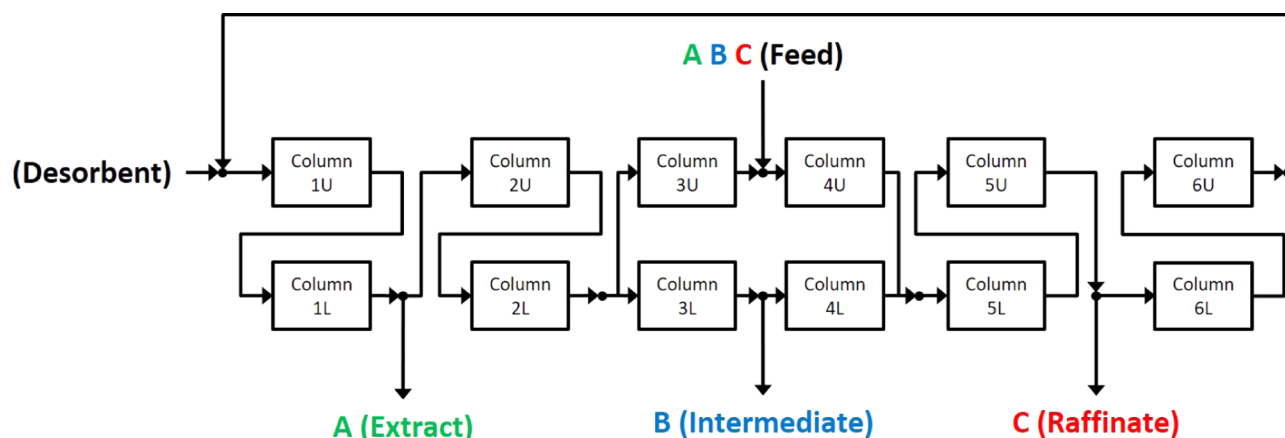 A B C (Feed)
(Desorbent)
Column
1U
Column
2U
Column
3U
Column
4U
Column
5U
Column
6U
Column
1L
Column
2L
Column
3L
Column
4L
Column
5L
Column
6L
A (Extract)
B (Intermediate)
C (Raffinate)